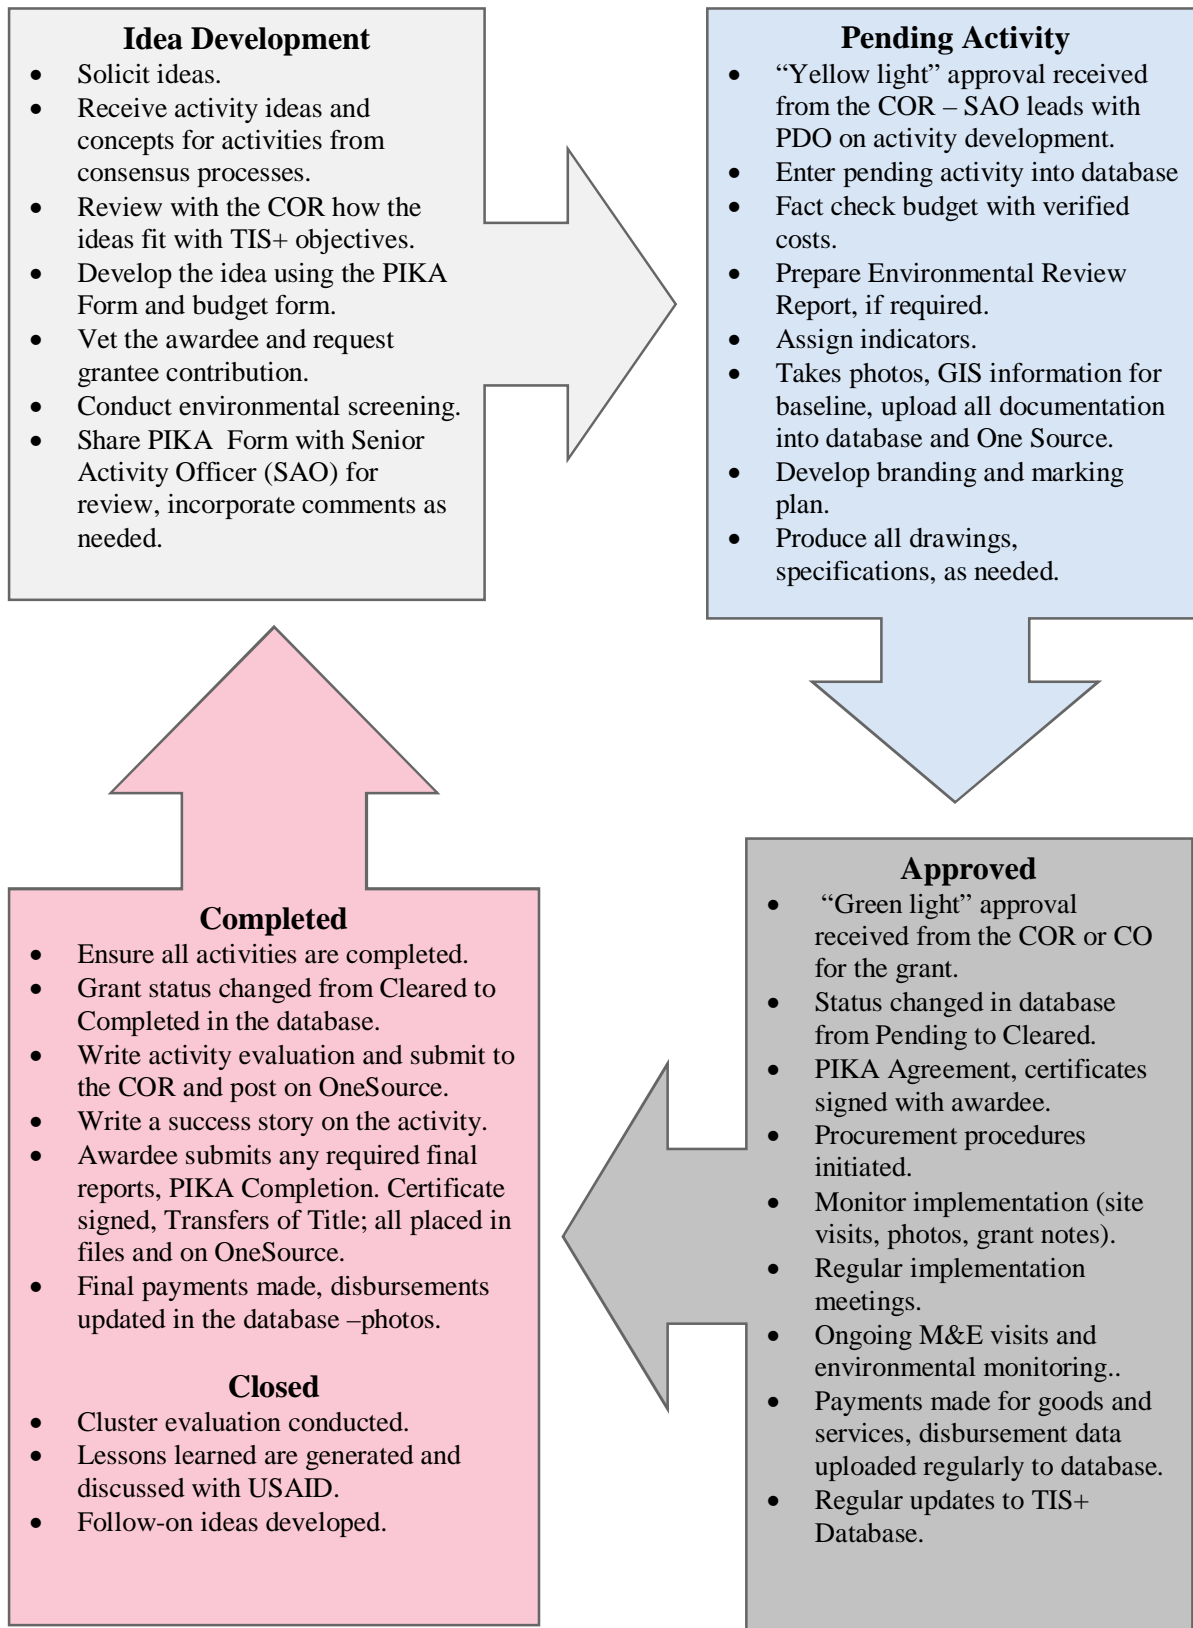 Idea Development
• Solicit ideas.
• Receive activity ideas and
concepts for activities from
consensus processes.
• Review with the COR how the
ideas fit with TIS+ objectives.
• Develop the idea using the PIKA
Form and budget form.
• Vet the awardee and request
grantee contribution.
• Conduct environmental screening.
• Share PIKA  Form with Senior
Activity Officer (SAO) for
review, incorporate comments as
needed.
Pending Activity
• “Yellow light” approval received
from the COR – SAO leads with
PDO on activity development.
• Enter pending activity into database
• Fact check budget with verified
costs.
• Prepare Environmental Review
Report, if required.
• Assign indicators.
• Takes photos, GIS information for
baseline, upload all documentation
into database and One Source.
• Develop branding and marking
plan.
• Produce all drawings,
specifications, as needed.
Approved
• “Green light” approval
received from the COR or CO
for the grant.
• Status changed in database
from Pending to Cleared.
• PIKA Agreement, certificates
signed with awardee.
• Procurement procedures
initiated.
• Monitor implementation (site
visits, photos, grant notes).
• Regular implementation
meetings.
• Ongoing M&E visits and
environmental monitoring..
• Payments made for goods and
services, disbursement data
uploaded regularly to database.
• Regular updates to TIS+
Database.
Completed
• Ensure all activities are completed.
• Grant status changed from Cleared to
Completed in the database.
• Write activity evaluation and submit to
the COR and post on OneSource.
• Write a success story on the activity.
• Awardee submits any required final
reports, PIKA Completion. Certificate
signed, Transfers of Title; all placed in
files and on OneSource.
• Final payments made, disbursements
updated in the database –photos.
Closed
• Cluster evaluation conducted.
• Lessons learned are generated and
discussed with USAID.
• Follow-on ideas developed.